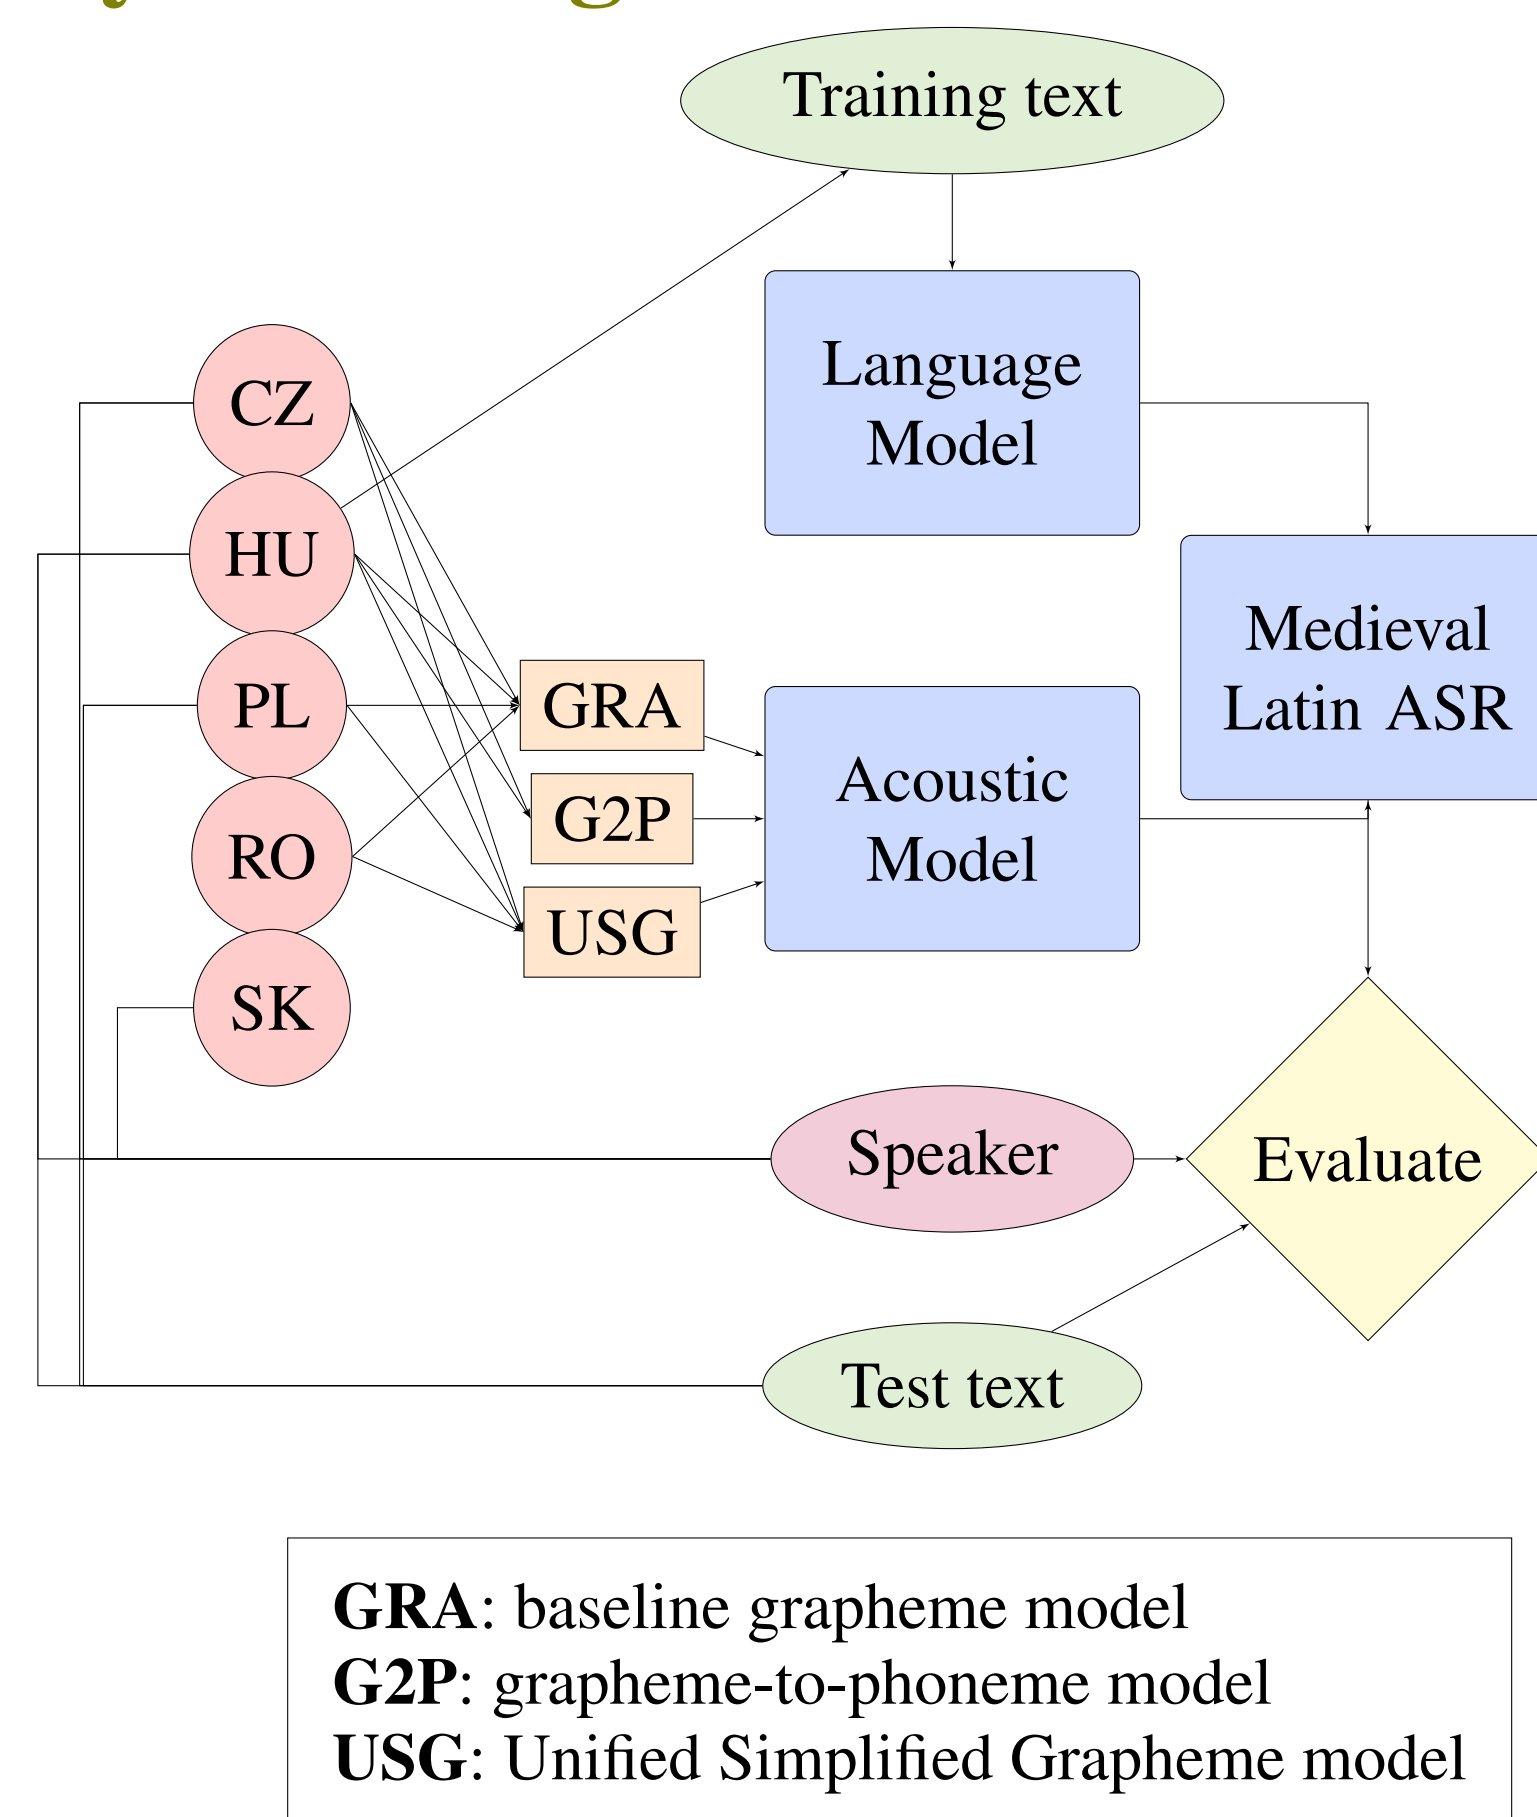 Training text
Language
Model
CZ
HU
PL
RO
SK
GRA
G2P
USG
Acoustic
Model
Medieval
Latin ASR
Speaker
Evaluate
Test text
GRA: baseline grapheme model
G2P: grapheme-to-phoneme model
USG: Unified Simplified Grapheme model